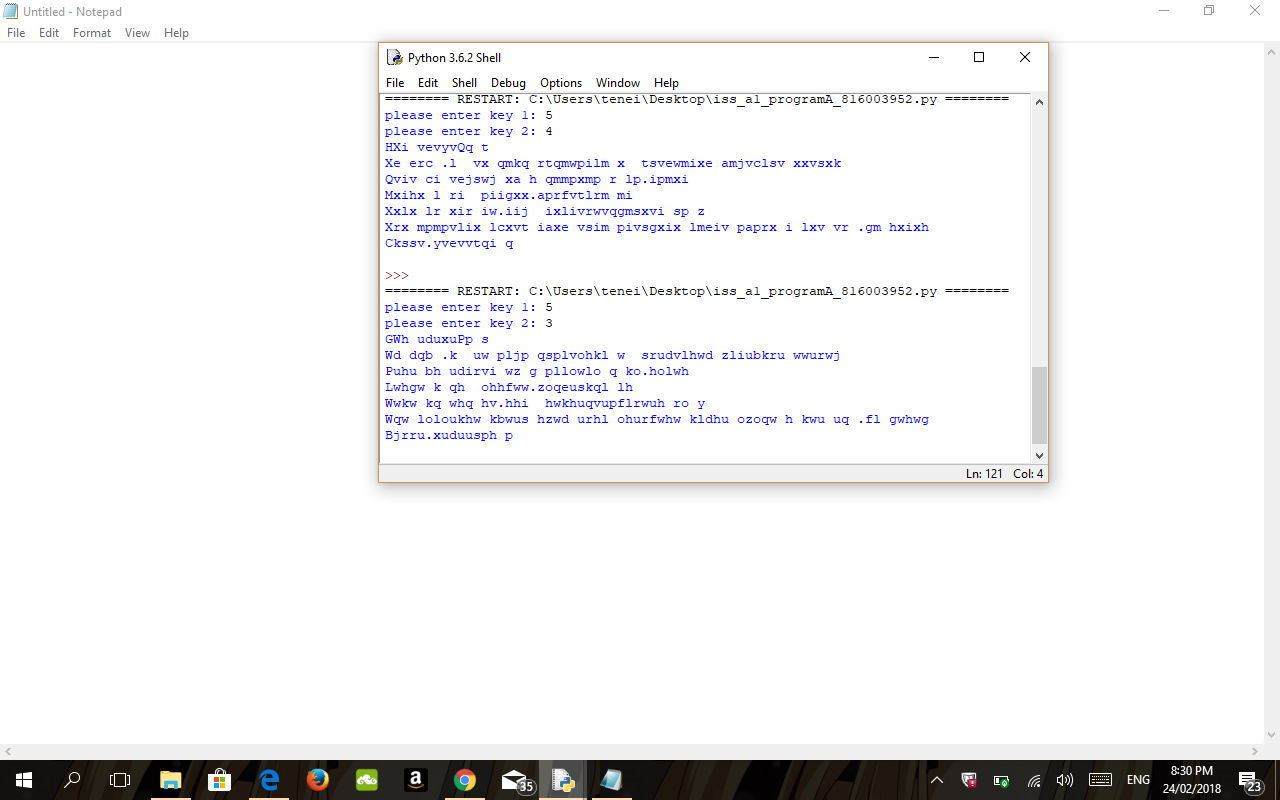 Untitled - Notepad
File Edit Format View Help
Python 3.6.2 Shell
File Edit Shell Debug Options Window Help
======== RESTART: C:\Users\tenei\Desktop\iss_a1_programA_816003952.py ========
please enter key 1: 5
please enter key 2: 4
HXi vevyvQq t
Xe erc .l  vx qmkq rtqmwpilm x  tsvewmixe amjvclsv xxvsxk
Qviv ci vejswj xa h qmmpxmp r lp.ipmxi
Mxihx l ri  piigxx.aprfvtlrm mi
Xxlx lr xir iw.iij  ixlivrwvqgmsxvi sp z
Xrx mpmpvlix lcxvt iaxe vsim pivsgxix lmeiv paprx i lxv vr .gm hxixh
Ckssv.yvevvtqi q
>>>
======== RESTART: C:\Users\tenei\Desktop\iss_a1_programA_816003952.py ========
please enter key 1: 5
please enter key 2: 3
GWh uduxuPp s
Wd dqb .k  uw pljp qsplvohkl w  srudvlhwd zliubkru wwurwj
Puhu bh udirvi wz g pllowlo q ko.holwh
Lwhgw k qh  ohhfww.zoqeuskql lh
Wwkw kq whq hv.hhi  hwkhuqvupflrwuh ro y
Wqw loloukhw kbwus hzwd urhl ohurfwhw kldhu ozoqw h kwu uq .fl gwhwg
Bjrru.xuduusph p
Ln: 121 Col: 4
35
ENG
8:30 PM
24/02/2018
23